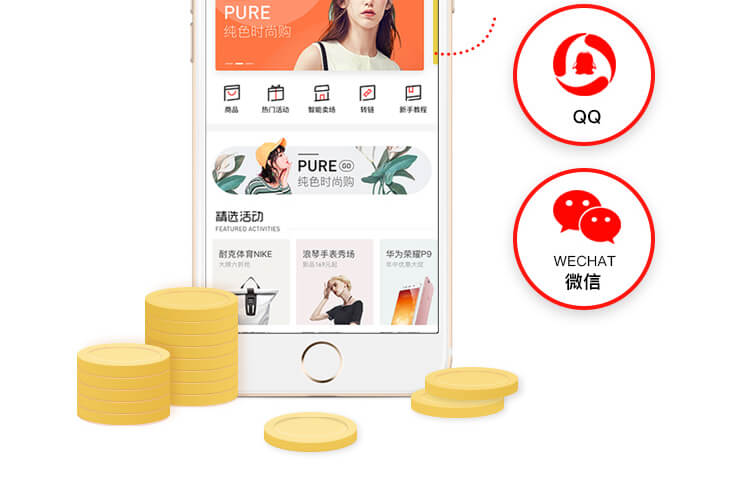 PURE
纯色时尚购
商品
热门活动
智能卖场
转链
新手教程
PURE GO
纯色时尚购
精选活动
FEATURED ACTIVITIES
耐克体育NIKE
大牌六折抢
浪琴手表秀场
新品169元起
华为荣耀P9
年中优惠大促
QQ
WECHAT
微信